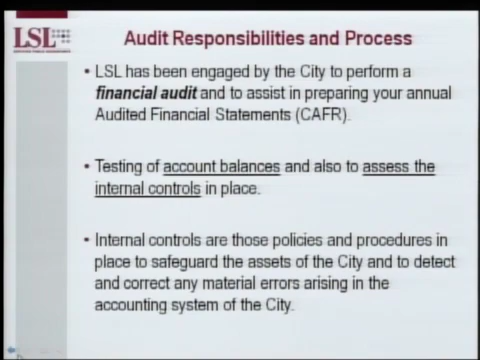 LSL
Audit Responsibilities and Process
• LSL has been engaged by the City to perform a
financial audit and to assist in preparing your annual
Audited Financial Statements (CAFR).
• Testing of account balances and also to assess the
internal controls in place.
• Internal controls are those policies and procedures in
place to safeguard the assets of the City and to detect
and correct any material errors arising in the
accounting system of the City.